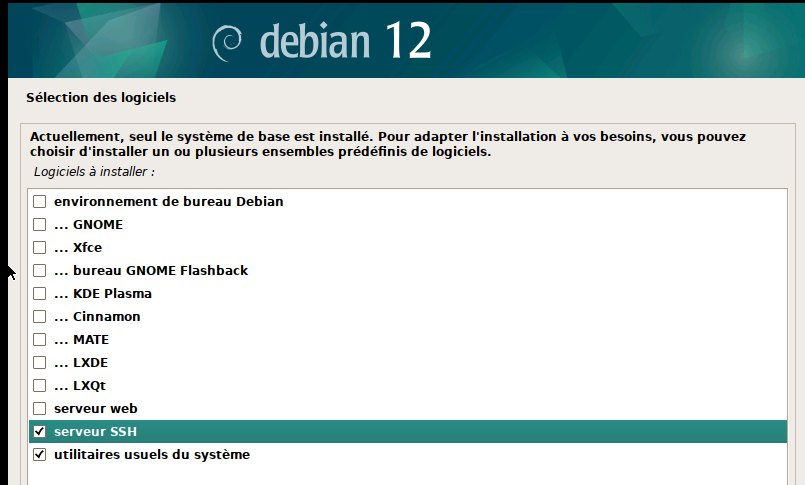 debian 12
Sélection des logiciels
Actuellement, seul le système de base est installé. Pour adapter l'installation à vos besoins, vous pouvez
choisir d'installer un ou plusieurs ensembles prédéfinis de logiciels.
Logiciels à installer :
environnement de bureau Debian
... GNOME
... Xfce
... bureau GNOME Flashback
... KDE Plasma
... Cinnamon
... MATE
... LXDE
... LXQt
serveur web
serveur SSH
utilitaires usuels du système